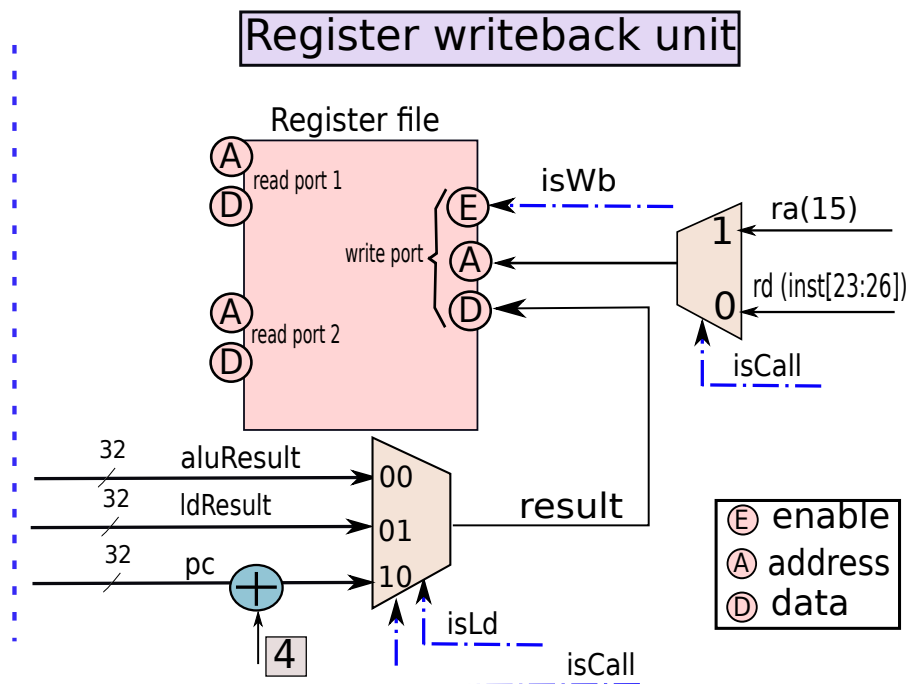 Register writeback unit
Register file
A
read port 1
D
E
isWb
write port
A
D
1
ra(15)
0
rd (inst[23:26])
isCall
A
read port 2
D
32
aluResult
00
32
ldResult
01
result
32
pc
10
+
4
isLd
isCall
E enable
A address
D data